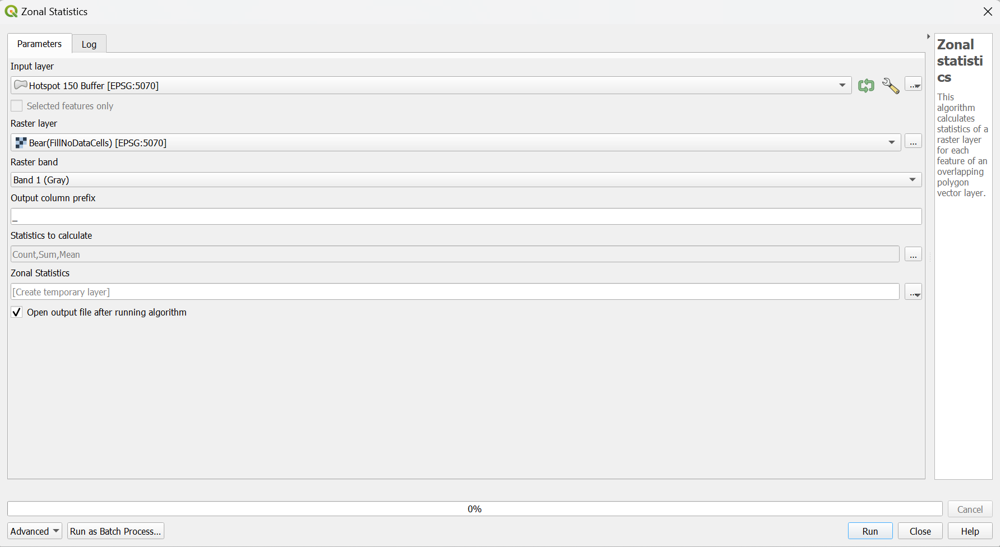 Zonal Statistics
Parameters
Log
Input layer
Hotspot 150 Buffer [EPSG:5070]
...
Selected features only
Raster layer
Bear(FillNoDataCells) [EPSG:5070]
...
Raster band
Band 1 (Gray)
Output column prefix
_
Statistics to calculate
Count,Sum,Mean
...
Zonal Statistics
[Create temporary layer]
...
Open output file after running algorithm
Zonal
statisti
cs
This
algorithm
calculates
statistics of a
raster layer
for each
feature of an
overlapping
polygon
vector layer.
0%
Cancel
Advanced
Run as Batch Process...
Run
Close
Help